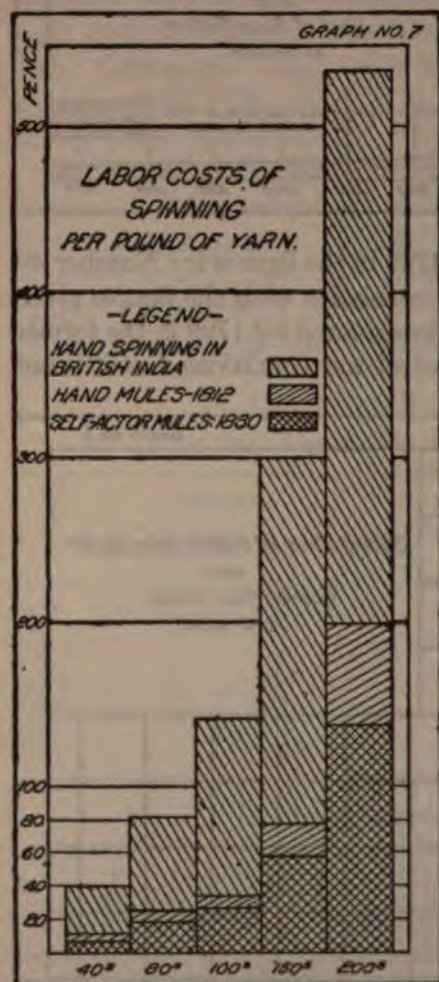 GRAPH NO. 7
PENCE
LABOR COSTS OF
SPINNING
PER POUND OF YARN.
-LEGEND-
HAND SPINNING IN
BRITISH INDIA
HAND MULES-1812
SELF-ACTOR MULES:1830
500
400
300
200
100
80
60
40
20
40s 80s 100s 150s 200s